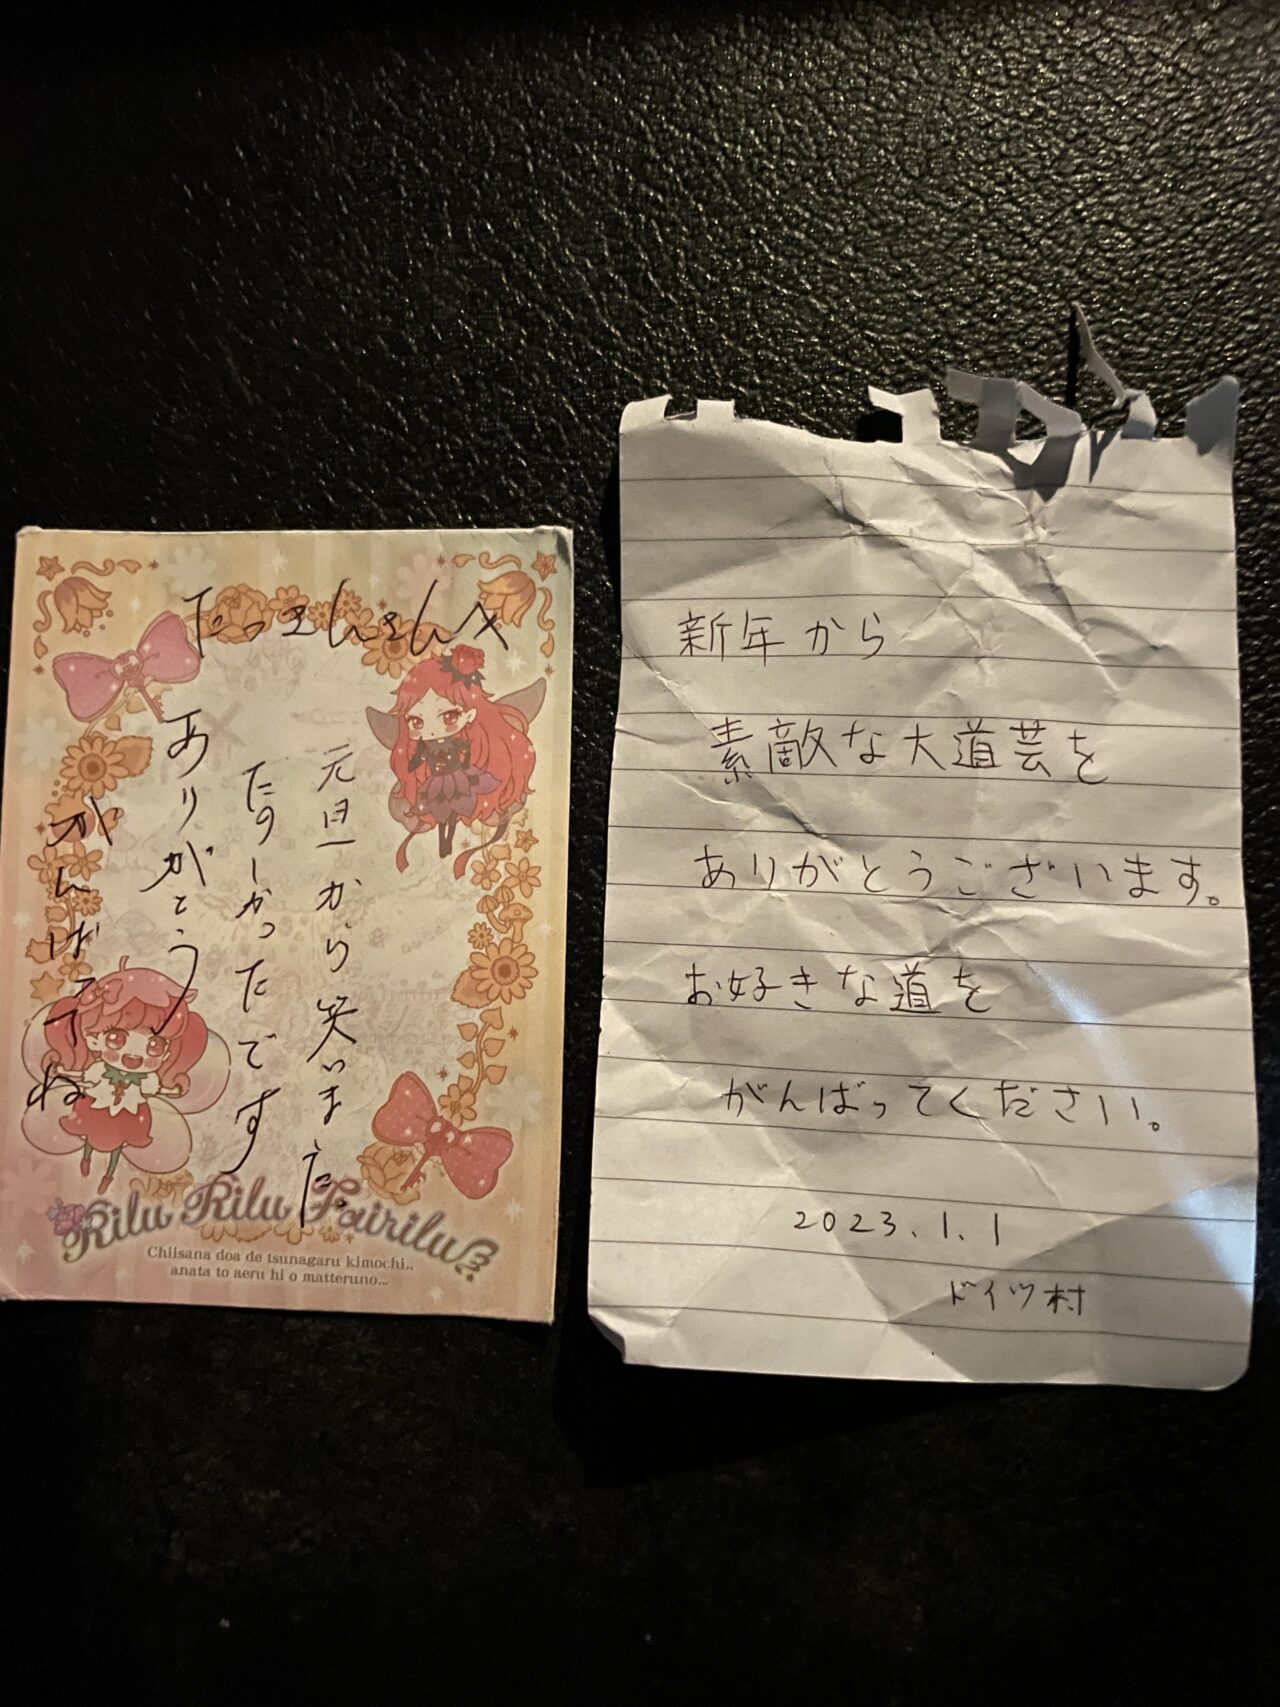 たっきんさんへ
元旦から笑いました
たのしかったです
ありがとう
がんばってね
Rilu Rilu Fairilu
Chiisana doa de tsunagaru kimochi..
anata to aeru hi o matteruno...
新年から
素敵な大道芸を
ありがとうございます。
お好きな道を
がんばってください。
2023.1.1
ドイツ村